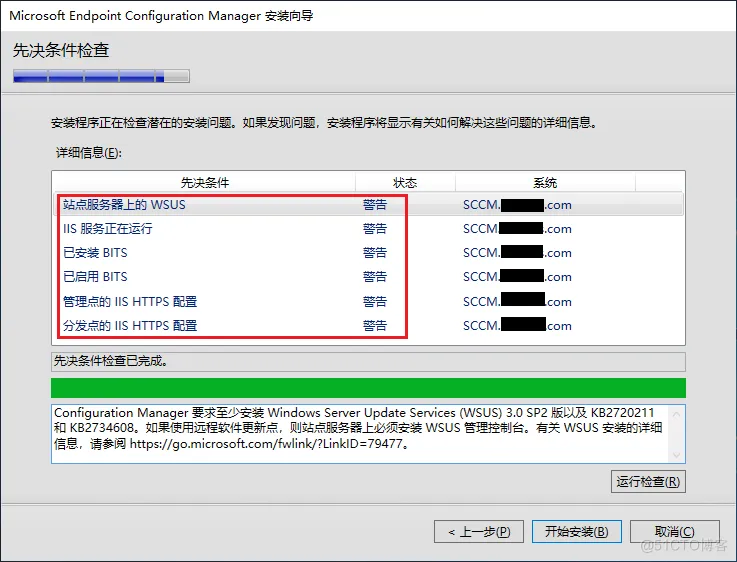 Microsoft Endpoint Configuration Manager 安装向导
先决条件检查
安装程序正在检查潜在的安装问题。如果发现问题，安装程序将显示有关如何解决这些问题的详细信息。
详细信息(E):
先决条件 状态 系统
站点服务器上的 WSUS 警告 SCCM. .com
IIS 服务正在运行 警告 SCCM. .com
已安装 BITS 警告 SCCM. .com
已启用 BITS 警告 SCCM. .com
管理点的 IIS HTTPS 配置 警告 SCCM. .com
分发点的 IIS HTTPS 配置 警告 SCCM. .com
先决条件检查已完成。
Configuration Manager 要求至少安装 Windows Server Update Services (WSUS) 3.0 SP2 版以及 KB2720211
和 KB2734608。如果使用远程软件更新点，则站点服务器上必须安装 WSUS 管理控制台。有关 WSUS 安装的详细
信息，请参阅 https://go.microsoft.com/fwlink/?LinkID=79477。
运行检查(R)
< 上一步(P) 开始安装(B) 取消(C)
@51CTO博客